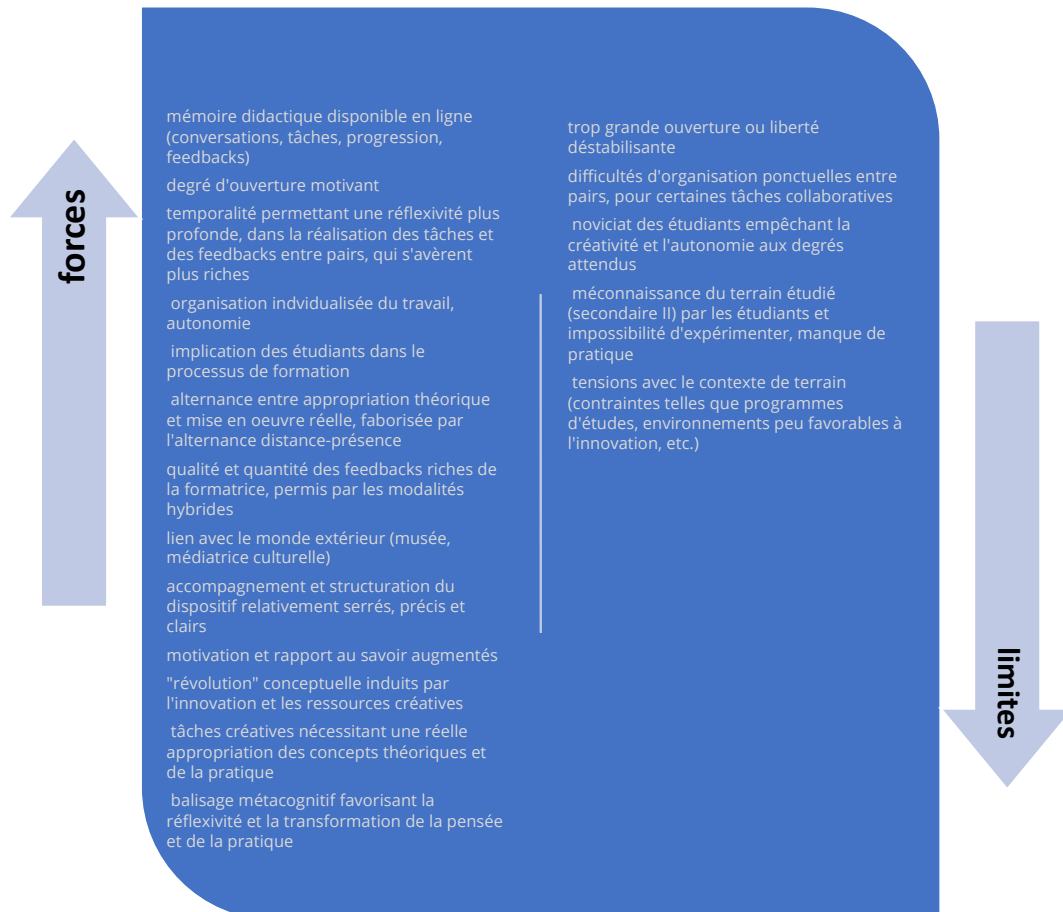 forces
mémoire didactique disponible en ligne
(conversations, tâches, progression,
feedbacks)
degré d'ouverture motivant
temporalité permettant une réflexivité plus
profonde, dans la réalisation des tâches et
des feedbacks entre pairs, qui s'avèrent
plus riches
organisation indvidualisée du travail,
autonomie
implication des étudiants dans le
processus de formation
alternance entre appropriation théorique
et mise en oeuvre réelle, faborisée par
l'alternance distance-présence
qualité et quantité des feedbacks riches de
la formatrice, permis par les modalités
hybrides
lien avec le monde extérieur (musée,
médiatrice culturelle)
accompagnement et structuration du
dispositif relativement serrés, précis et
clairs
motivation et rapport au savoir augmentés
"révolution" conceptuelle induits par
l'innovation et les ressources créatives
tâches créatives nécessitant une réelle
appropriation des concepts théoriques et
de la pratique
balisage métacognitif favorisant la
réflexivité et la transformation de la pensée
et de la pratique
trop grande ouverture ou liberté
déstabilisante
difficultés d'organisation ponctuelles entre
pairs, pour certaines tâches collaboratives
noviciat des étudiants empêchant la
créativité et l'autonomie aux degrés
attendus
méconnaissance du terrain étudié
(secondaire II) par les étudiants et
impossibilité d'expérimenter, manque de
pratique
tensions avec le contexte de terrain
(contraintes telles que programmes
d'études, environnements peu favorables à
l'innovation, etc.)
limites